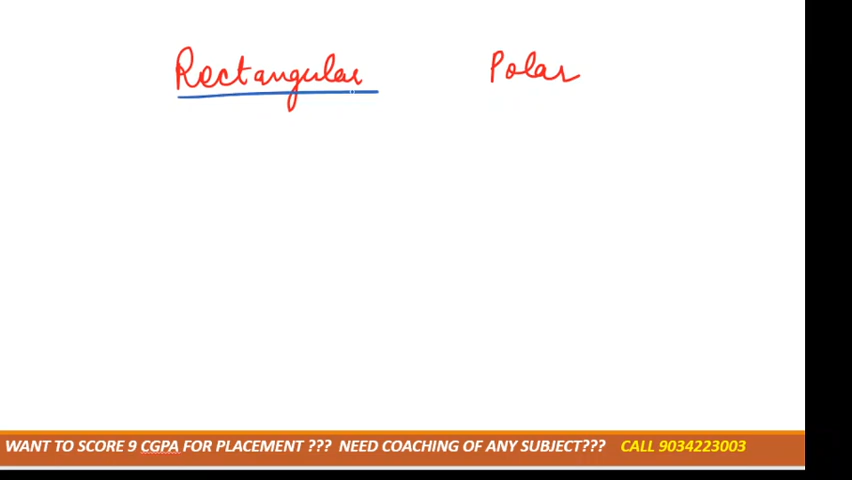 Rectangular Polar
WANT TO SCORE 9 CGPA FOR PLACEMENT ??? NEED COACHING OF ANY SUBJECT??? CALL 9034223003